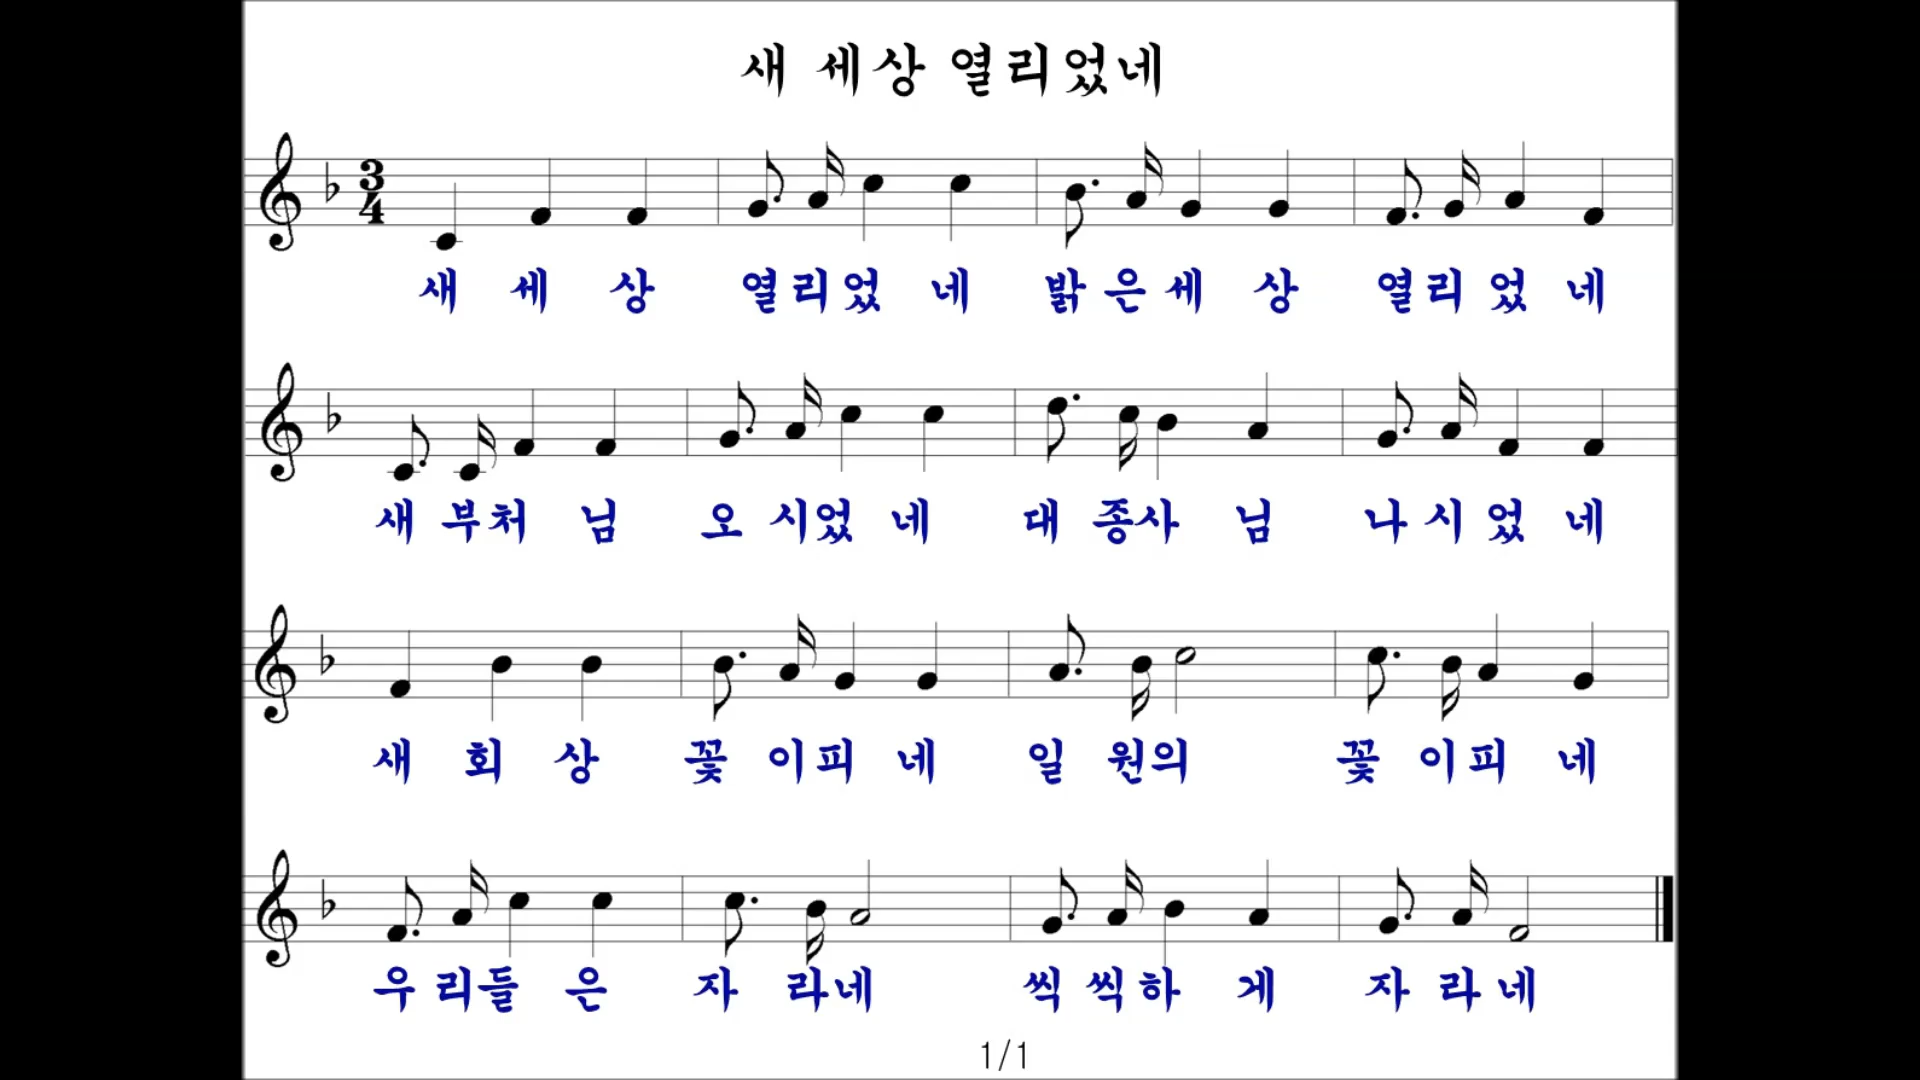 새 세상 열리었네
3
4
새 세 상 열리었 네 밝은세 상 열리 었 네
새 부처 님 오 시었 네 대 종사 님 나시 었 네
새 회 상 꽃 이피 네 일 원의 꽃 이피 네
우 리들 은 자 라네 씩 씩하 게 자 라 네
1/1